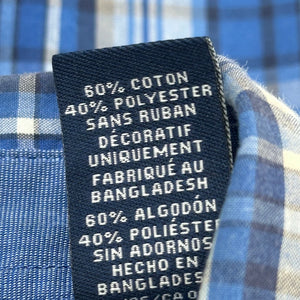 60% COTON
40% POLYESTER
SANS RUBAN
DÉCORATIF
UNIQUEMENT
FABRIQUÉ AU
BANGLADESH
60% ALGODÓN
40% POLIÉSTER
SIN ADORNOS
HECHO EN
BANGLADES